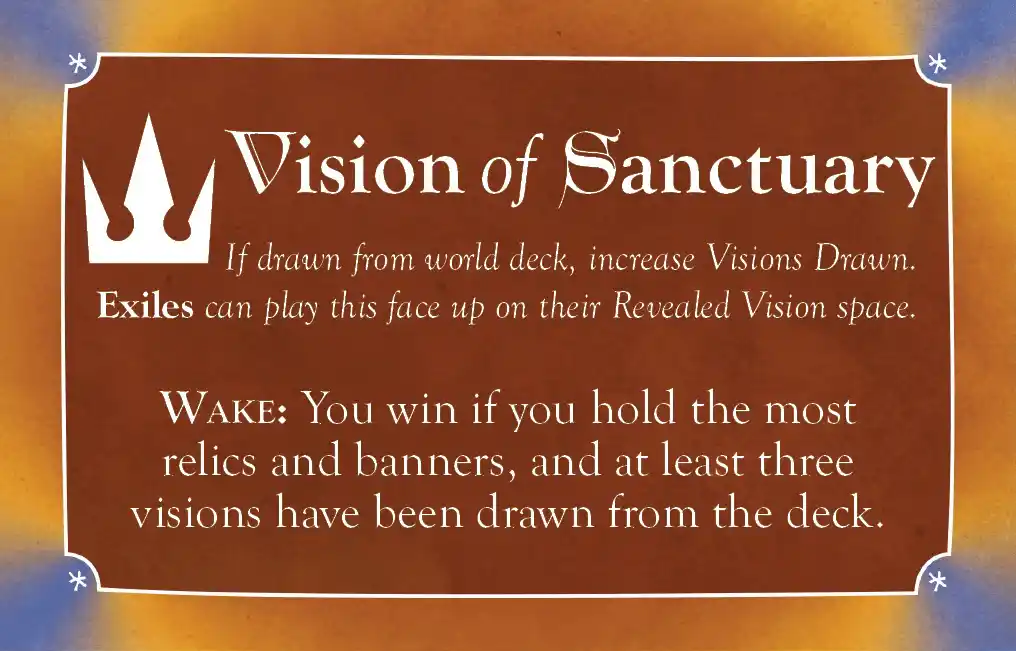 Vision of Sanctuary
If drawn from world deck, increase Visions Drawn.
Exiles can play this face up on their Revealed Vision space.
WAKE: You win if you hold the most
relics and banners, and at least three
visions have been drawn from the deck.